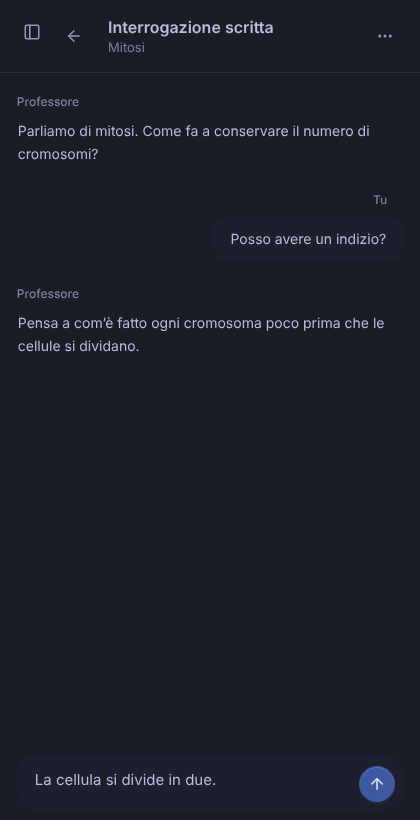 Interrogazione scritta
Mitosi
Professore
Parliamo di mitosi. Come fa a conservare il numero di
cromosomi?
Tu
Posso avere un indizio?
Professore
Pensa a com’è fatto ogni cromosoma poco prima che le
cellule si dividano.
La cellula si divide in due.